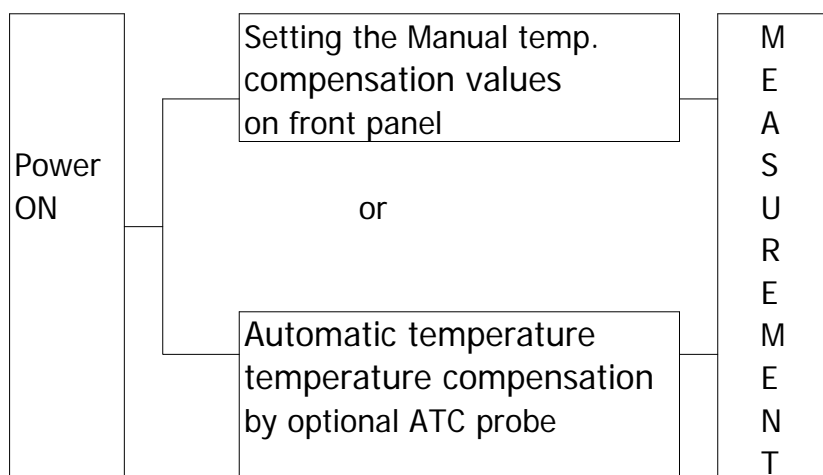 Power
ON
Setting the Manual temp.
compensation values
on front panel
or
Automatic temperature
temperature compensation
by optional ATC probe
M
E
A
S
U
R
E
M
E
N
T